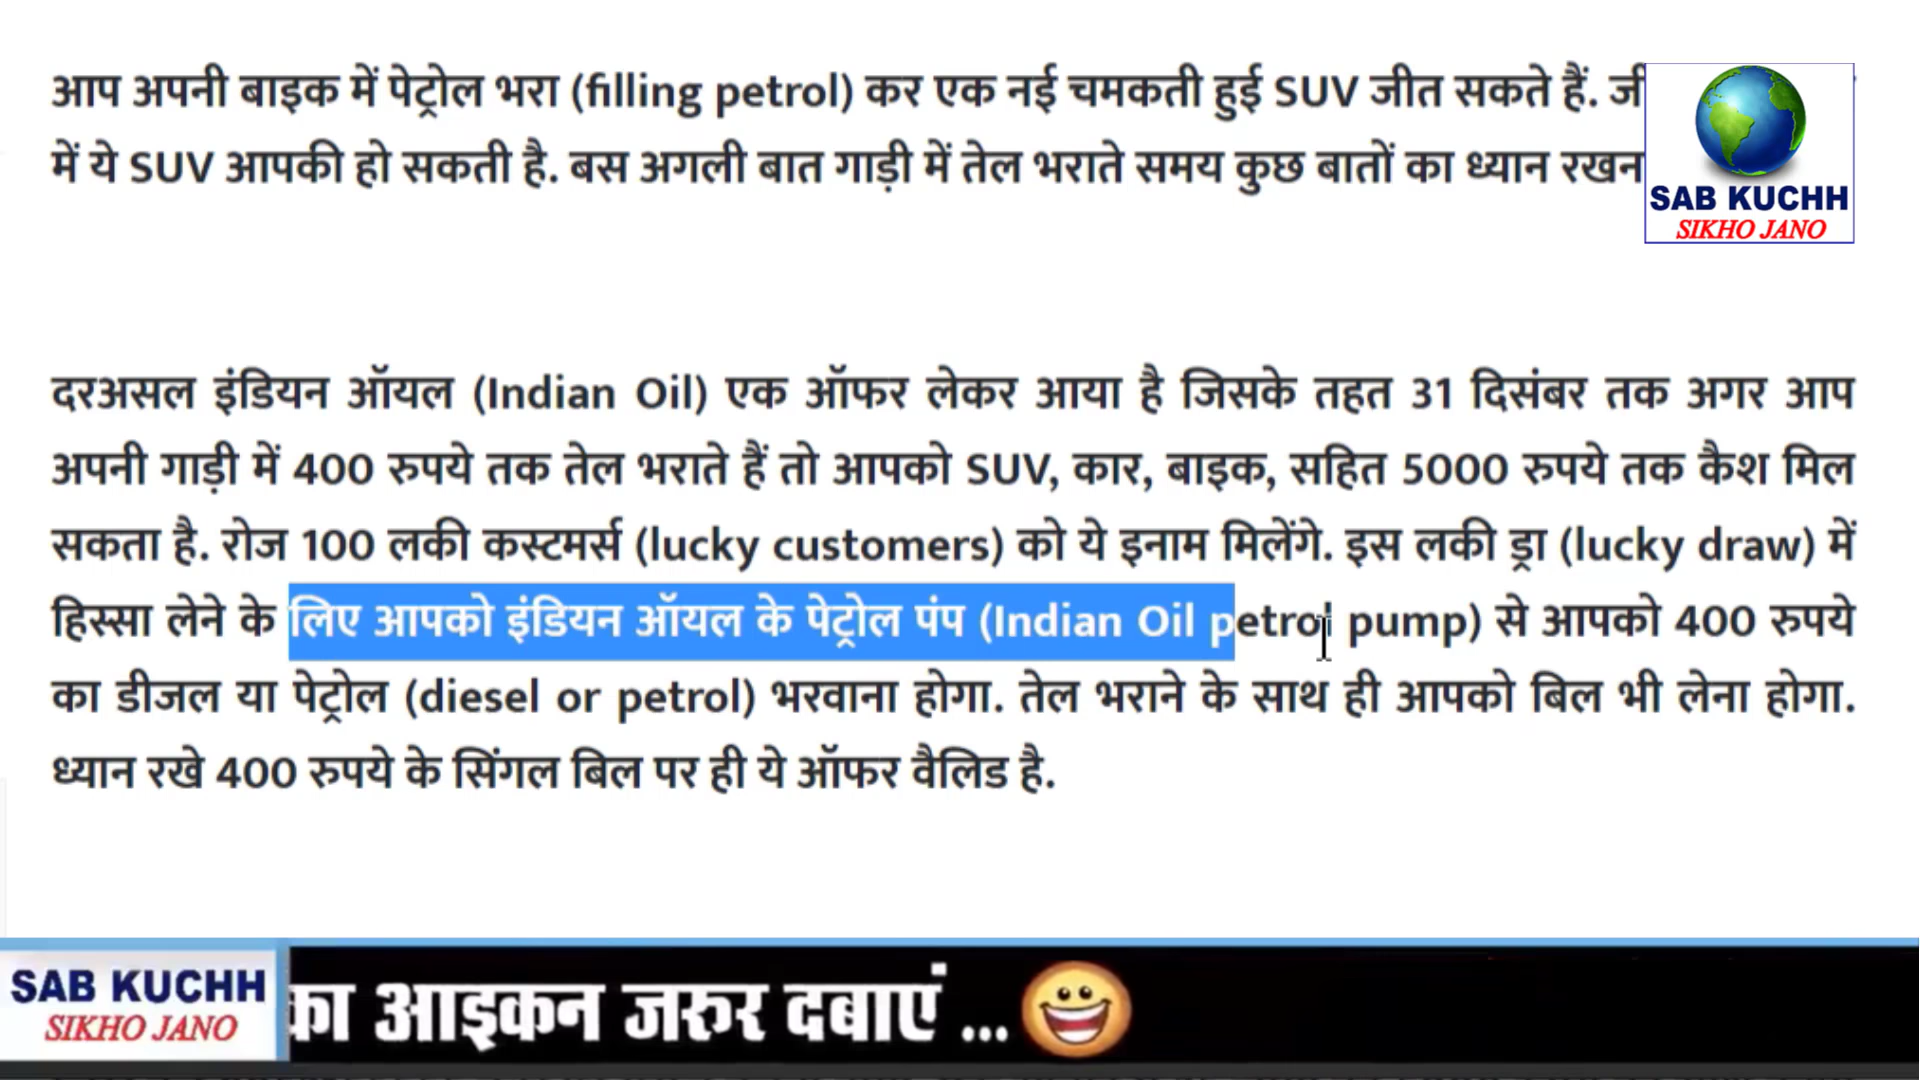 आप अपनी बाइक में पेट्रोल भरा (filling petrol) कर एक नई चमकती हुई SUV जीत सकते हैं.
में ये SUV आपकी हो सकती है. बस अगली बात गाड़ी में तेल भराते समय कुछ बातों का ध्यान
SAB KUCHH
SIKHO JANO
दरअसल इंडियन ऑयल (Indian Oil) एक ऑफर लेकर आया है जिसके तहत 31 दिसंबर तक अगर आप
अपनी गाड़ी में 400 रुपये तक तेल भराते हैं तो आपको SUV, कार, बाइक, सहित 5000 रुपये तक कैश मिल
सकता है. रोज 100 लकी कस्टमर्स (lucky customers) को ये इनाम मिलेंगे. इस लकी ड्रा (lucky draw) में
हिस्सा लेने के लिए आपको इंडियन ऑयल के पेट्रोल पंप (Indian Oil petrol pump) से आपको 400 रुपये
का डीजल या पेट्रोल (diesel or petrol) भरवाना होगा. तेल भराने के साथ ही आपको बिल भी लेना होगा.
ध्यान रखे 400 रुपये के सिंगल बिल पर ही ये ऑफर वैलिड है.
SAB KUCHH
SIKHO JANO
का आइकन जरुर दबाएं ...